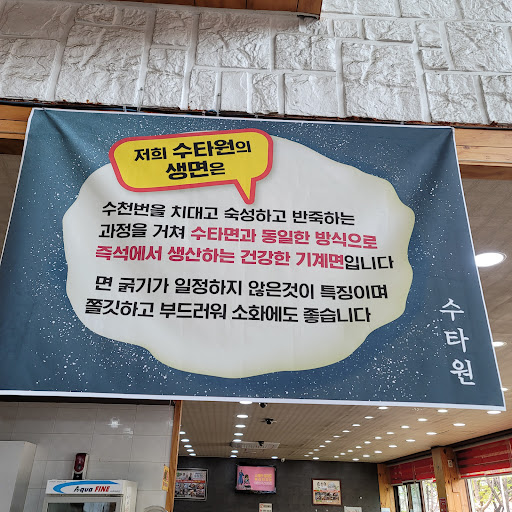 저희 수타원의
생면은
수천번을 치대고 숙성하고 반죽하는
과정을 거쳐 수타면과 동일한 방식으로
즉석에서 생산하는 건강한 기계면입니다
면 굵기가 일정하지 않은것이 특징이며
쫄깃하고 부드러워 소화에도 좋습니다
수타원
Aqua FINE